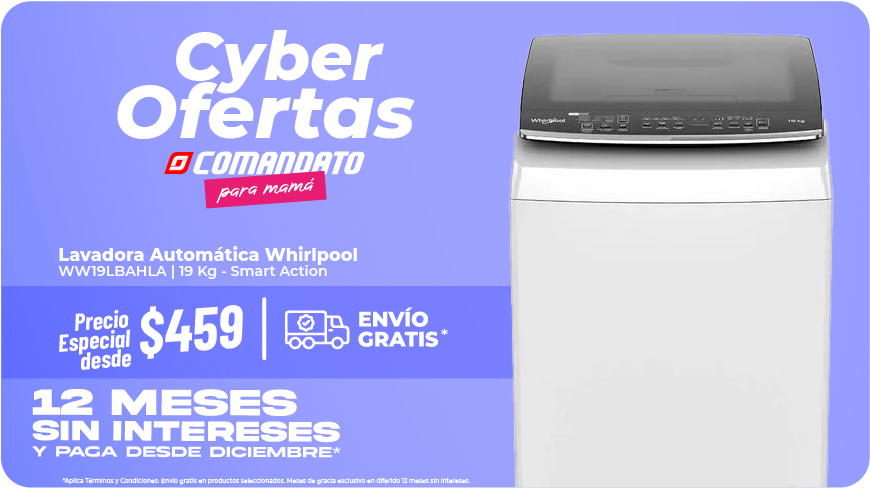 Cyber
Ofertas
COMANDATO
para mamá
Lavadora Automática Whirlpool
WW19LBAHLA | 19 Kg - Smart Action
Precio
Especial
desde
$459
ENVÍO
GRATIS*
12 MESES
SIN INTERESES
Y PAGA DESDE DICIEMBRE*
*Aplica Términos y Condiciones: Envío gratis en productos seleccionados. Meses de gracia exclusivo en diferido 12 meses sin intereses.
Whirlpool
19 kg